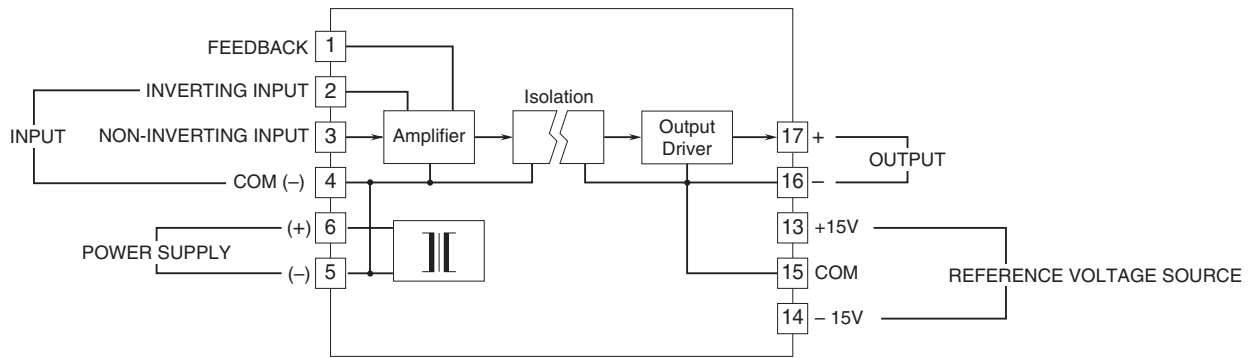 FEEDBACK 1
INVERTING INPUT 2
Isolation
INPUT
NON-INVERTING INPUT 3
Amplifier
Output
Driver
17 +
OUTPUT
COM (–) 4
16 –
(+) 6
13 +15V
POWER SUPPLY
(–) 5
15 COM
REFERENCE VOLTAGE SOURCE
14 – 15V